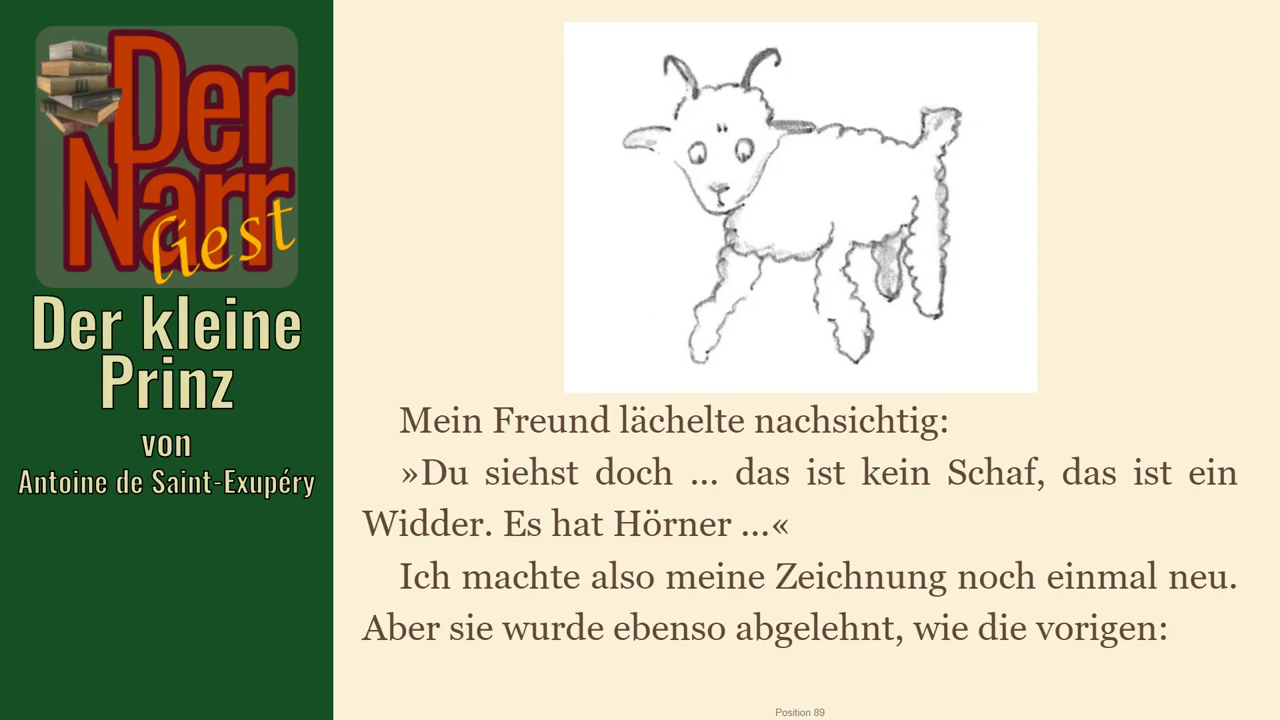 Der
Narr
liest
Der kleine
Prinz
von
Antoine de Saint-Exupéry
Mein Freund lächelte nachsichtig:
»Du siehst doch ... das ist kein Schaf, das ist ein
Widder. Es hat Hörner ...«
Ich machte also meine Zeichnung noch einmal neu.
Aber sie wurde ebenso abgelehnt, wie die vorigen:
Position 89